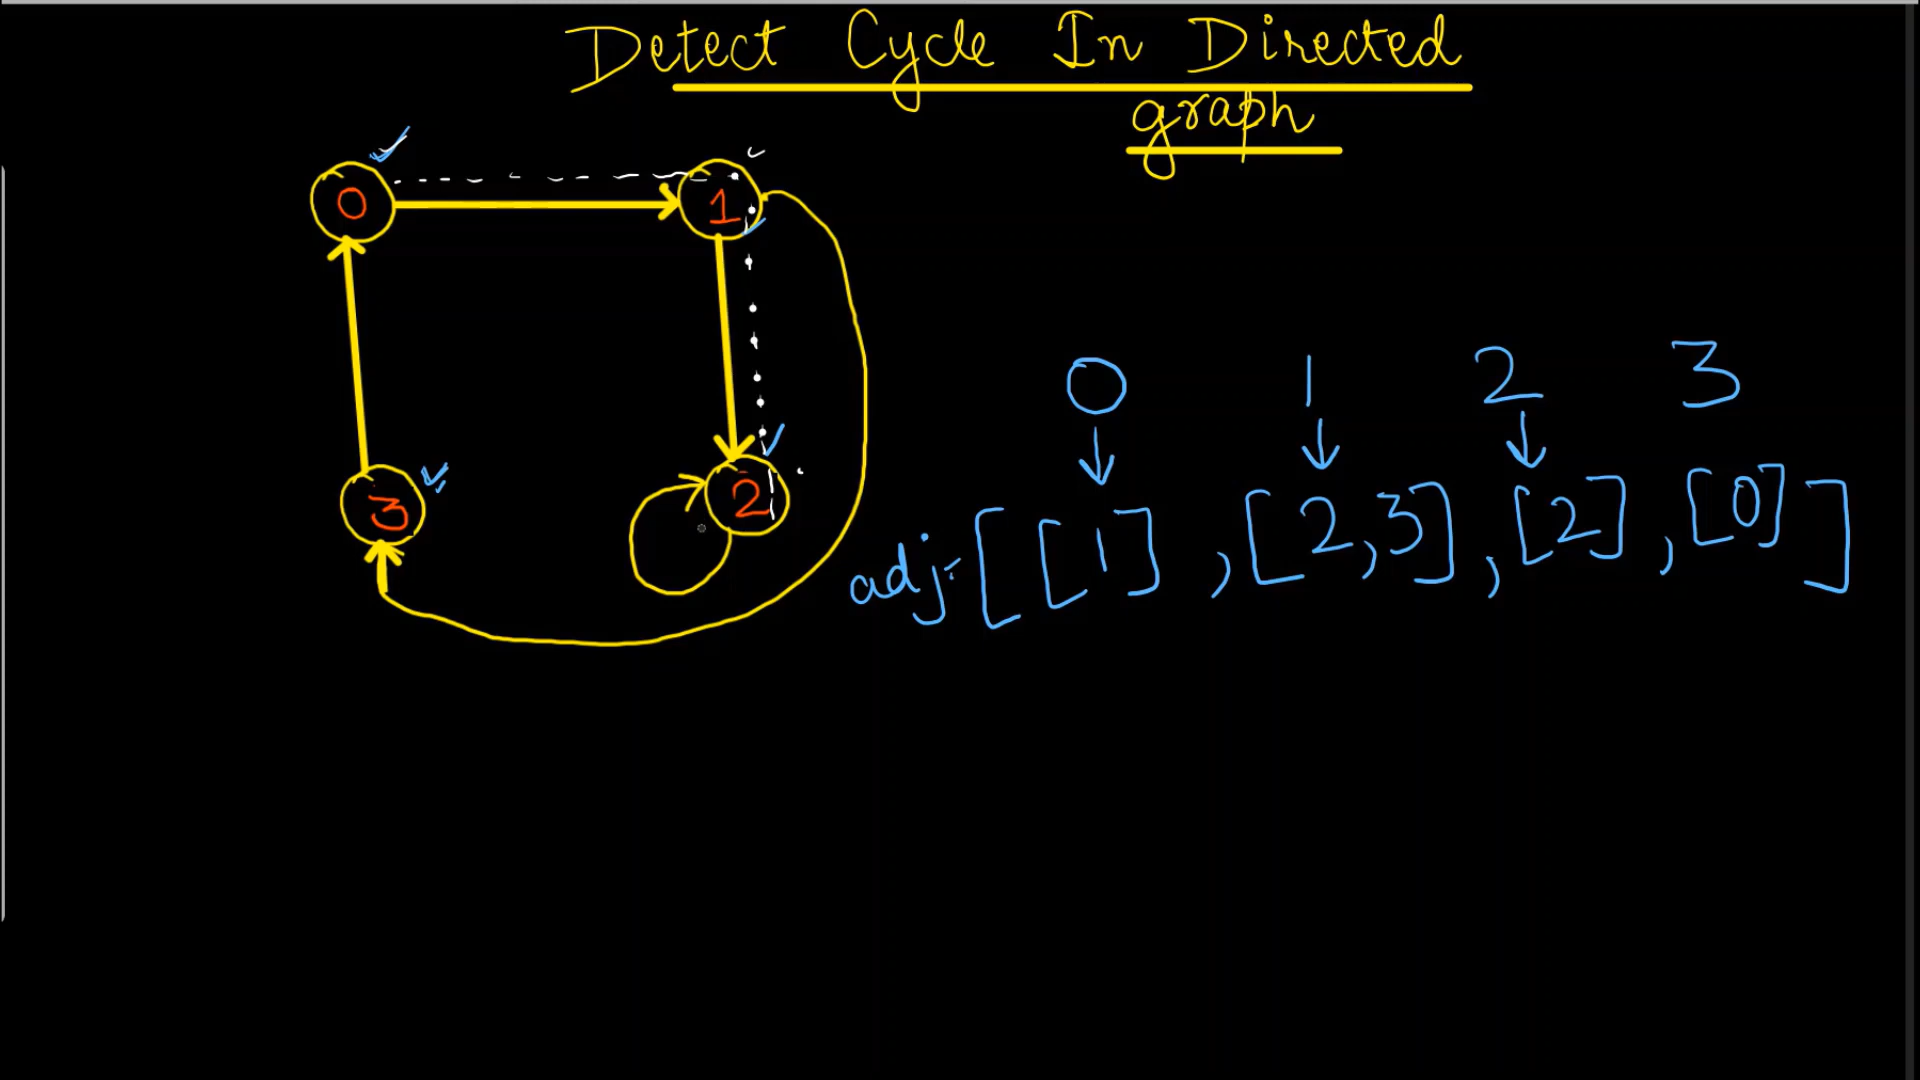 Detect Cycle In Directed
graph
0 1
3 2
0 1 2 3
adj=[[1],[2,3],[2],[0]]